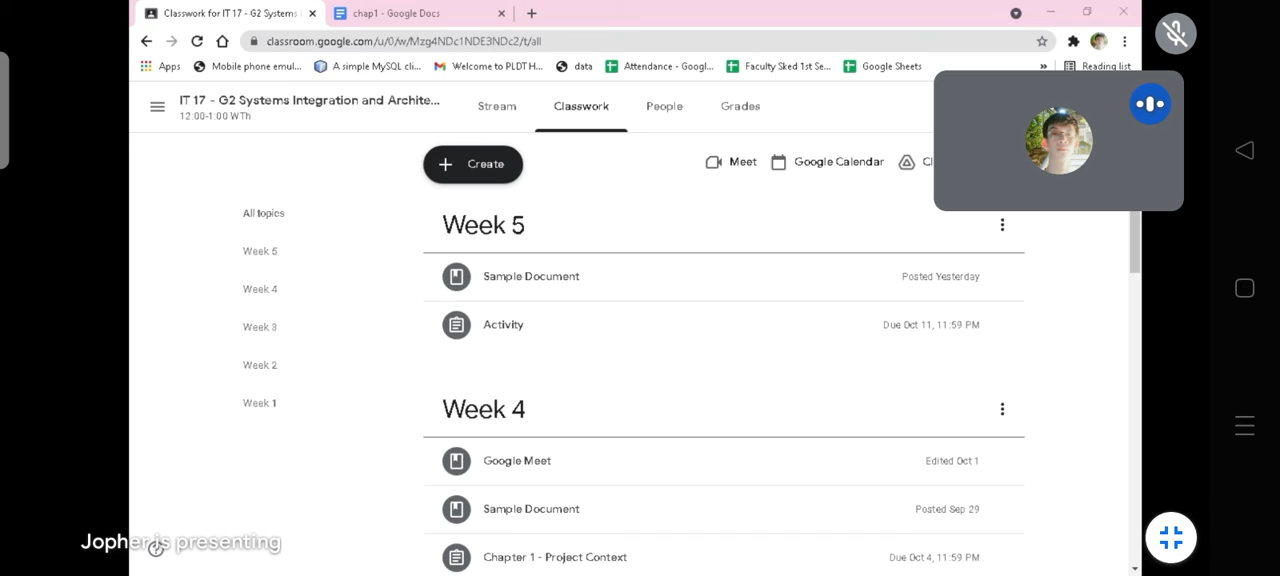 Classwork for IT 17 - G2 Systems
chap1 - Google Docs
classroom.google.com/u/0/w/Mzg4NDc1NDE3NDc2/t/all
Apps Mobile phone emul... A simple MySQL cli... Welcome to PLDT H... data Attendance - Googl... Faculty Sked 1st Se... Google Sheets » Reading list
IT 17 - G2 Systems Integration and Archite...
12:00-1:00 WTh
Stream Classwork People Grades
Create
Meet Google Calendar Cl
All topics
Week 5
Week 4
Week 3
Week 2
Week 1
Week 5
Sample Document Posted Yesterday
Activity Due Oct 11, 11:59 PM
Week 4
Google Meet Edited Oct 1
Sample Document Posted Sep 29
Chapter 1 - Project Context Due Oct 4, 11:59 PM
Jopher is presenting